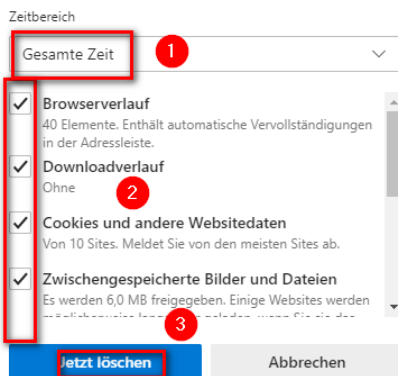 Zeitbereich
Gesamte Zeit
1
Browserverlauf
40 Elemente. Enthält automatische Vervollständigungen
in der Adressleiste.
Downloadverlauf
Ohne
2
Cookies und andere Websitedaten
Von 10 Sites. Meldet Sie von den meisten Sites ab.
Zwischengespeicherte Bilder und Dateien
Es werden 6,0 MB freigegeben. Einige Websites werden
3
Jetzt löschen
Abbrechen